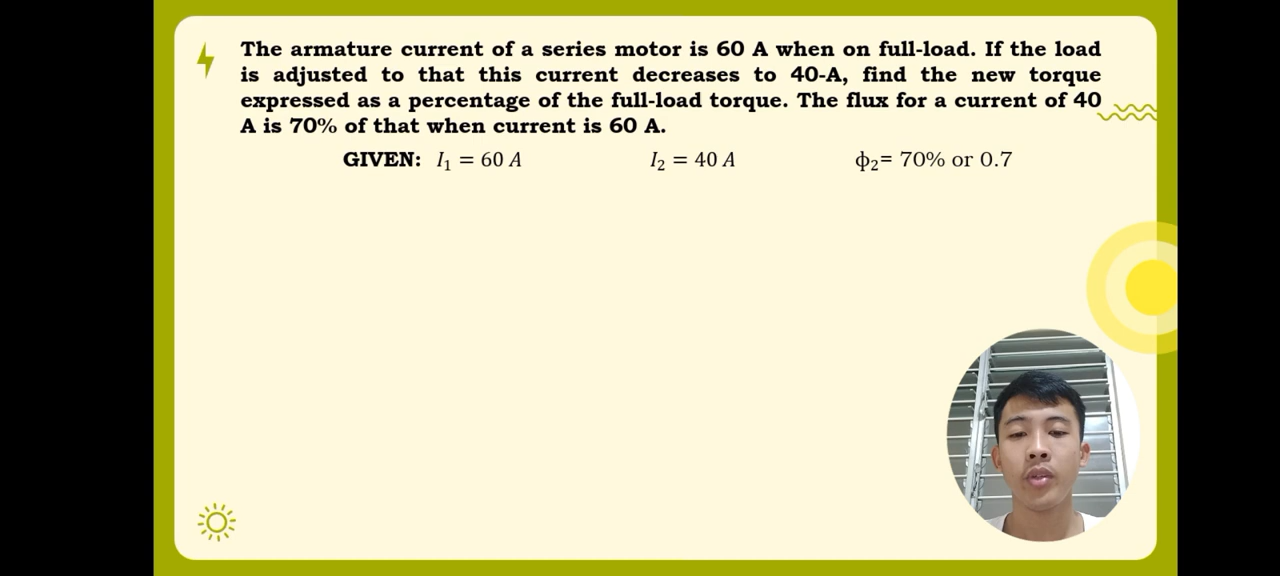 The armature current of a series motor is 60 A when on full-load. If the load
is adjusted to that this current decreases to 40-A, find the new torque
expressed as a percentage of the full-load torque. The flux for a current of 40
A is 70% of that when current is 60 A.
GIVEN: I₁ = 60 A I₂ = 40 A ϕ₂= 70% or 0.7